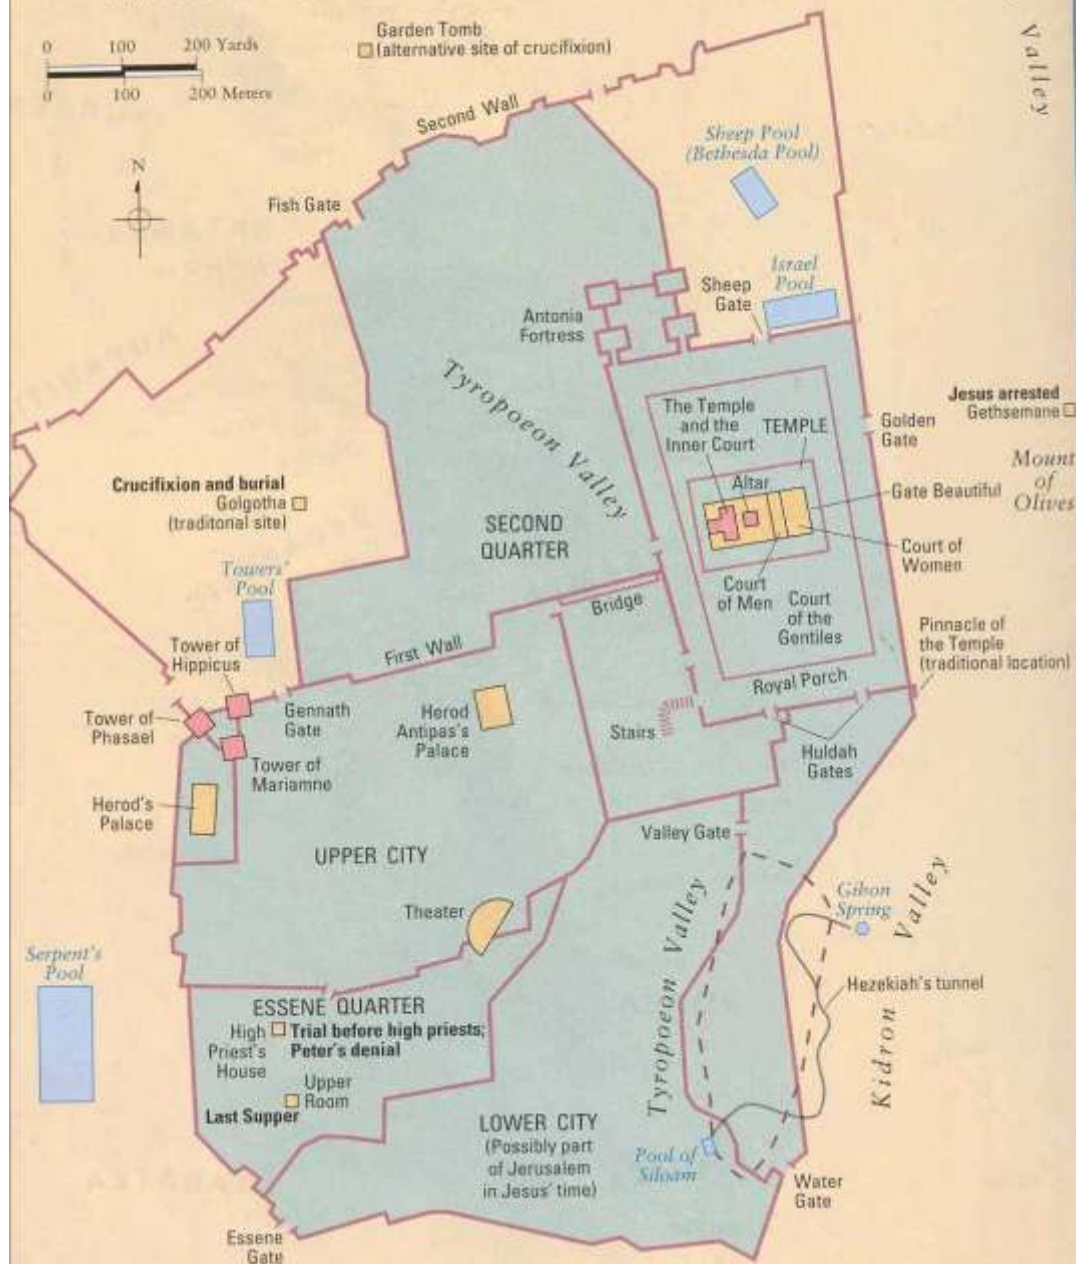 0 100 200 Yards
0 100 200 Meters
N
Garden Tomb
(alternative site of crucifixion)
Valley
Second Wall
Sheep Pool
(Bethesda Pool)
Fish Gate
Israel
Pool
Sheep
Gate
Antonia
Fortress
Tyropoeon Valley
The Temple
and the
Inner Court
TEMPLE
Altar
Jesus arrested
Gethsemane
Golden
Gate
Mount
of
Olives
Gate Beautiful
Crucifixion and burial
Golgotha
(traditonal site)
SECOND
QUARTER
Court of
Women
Towers'
Pool
Court
of Men
Court
of the
Gentiles
Bridge
Pinnacle of
the Temple
(traditional location)
Tower of
Hippicus
First Wall
Royal Porch
Tower of
Phasael
Gennath
Gate
Herod
Antipas's
Palace
Stairs
Huldah
Gates
Tower of
Mariamne
Herod's
Palace
Valley Gate
UPPER CITY
Theater
Gihon
Spring
Tyropoeon Valley
Kidron Valley
Serpent's
Pool
Hezekiah's tunnel
ESSENE QUARTER
High
Priest's
House
Trial before high priests;
Peter's denial
Upper
Room
Last Supper
LOWER CITY
(Possibly part
of Jerusalem
in Jesus' time)
Pool of
Siloam
Water
Gate
Essene
Gate